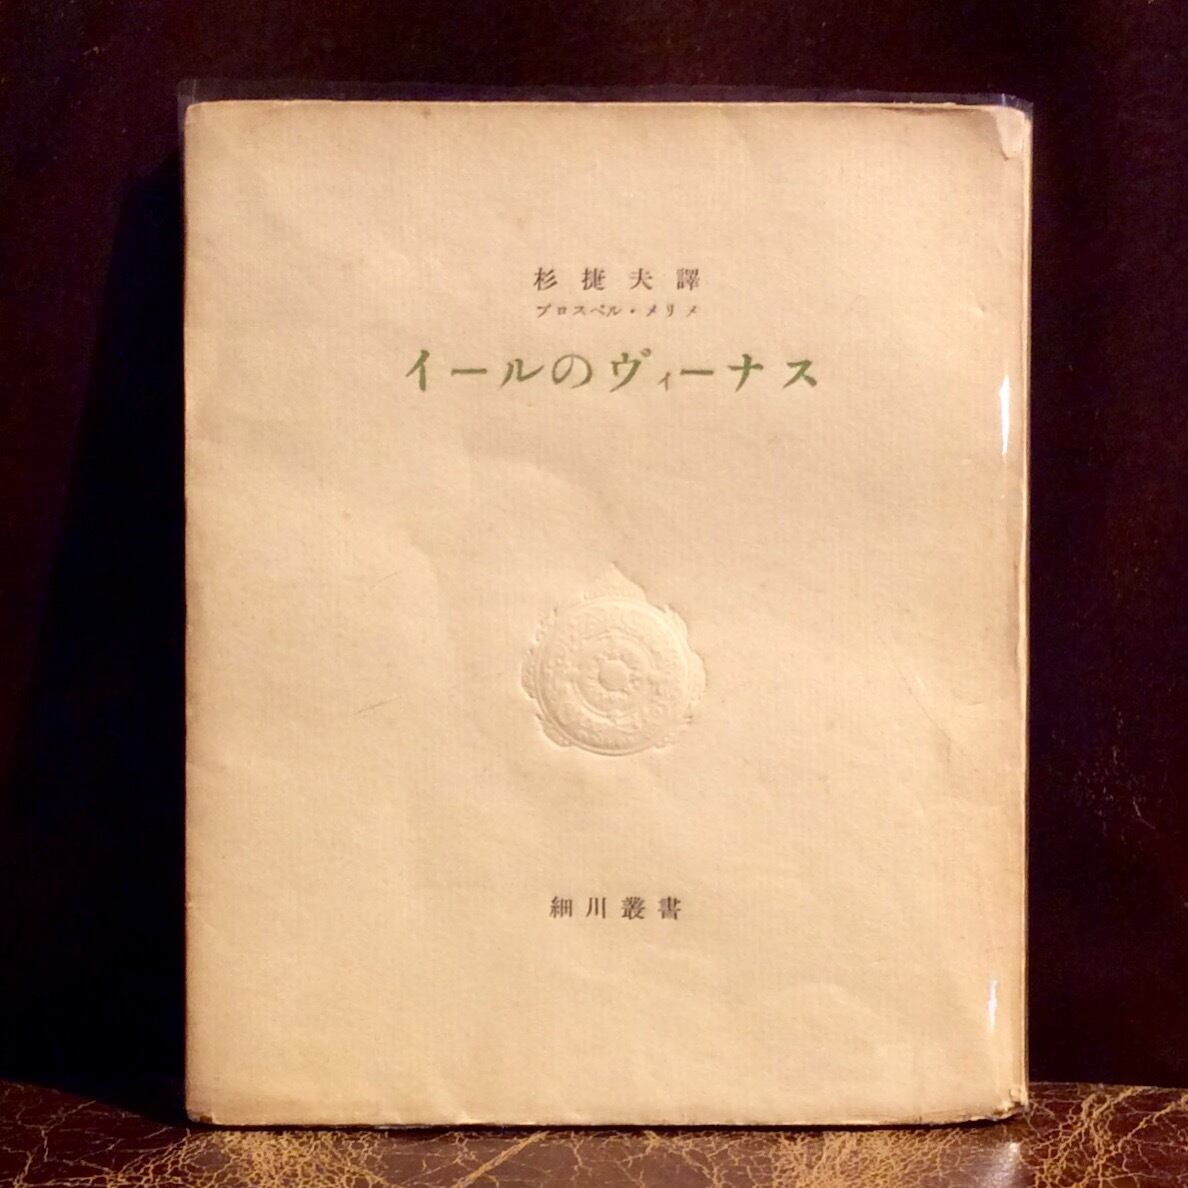 杉捷夫譯
プロスペル・メリメ
イールのヴィーナス
細川叢書